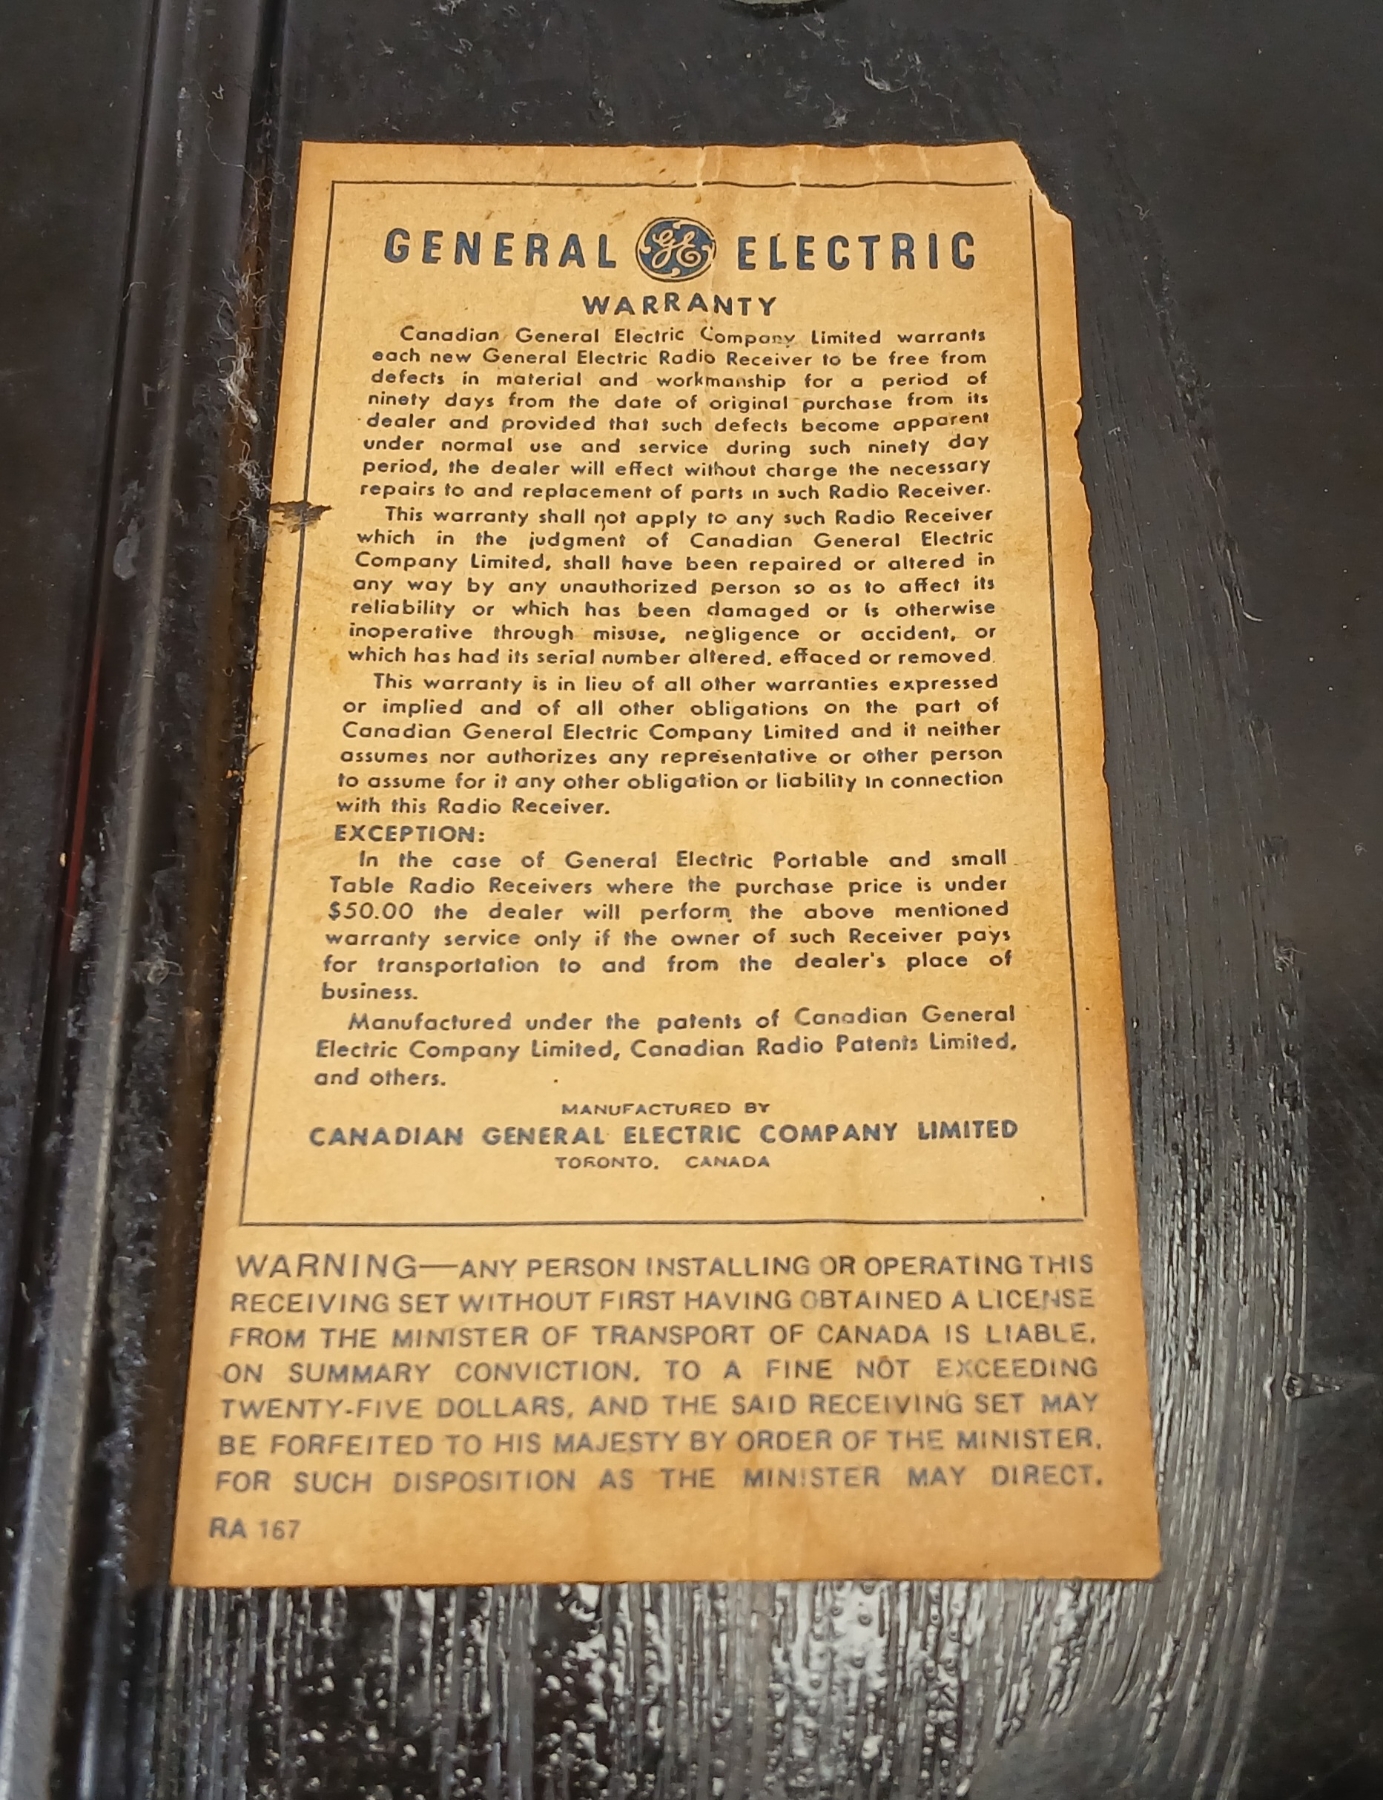 GENERAL GE ELECTRIC
WARRANTY
Canadian General Electric Company Limited warrants
each new General Electric Radio Receiver to be free from
defects in material and workmanship for a period of
ninety days from the date of original purchase from its
dealer and provided that such defects become apparent
under normal use and service during such ninety day
period, the dealer will effect without charge the necessary
repairs to and replacement of parts in such Radio Receiver.
This warranty shall not apply to any such Radio Receiver
which in the judgment of Canadian General Electric
Company Limited, shall have been repaired or altered in
any way by any unauthorized person so as to affect its
reliability or which has been damaged or is otherwise
inoperative through misuse, negligence or accident, or
which has had its serial number altered, effaced or removed.
This warranty is in lieu of all other warranties expressed
or implied and of all other obligations on the part of
Canadian General Electric Company Limited and it neither
assumes nor authorizes any representative or other person
to assume for it any other obligation or liability in connection
with this Radio Receiver.
EXCEPTION:
In the case of General Electric Portable and small
Table Radio Receivers where the purchase price is under
$50.00 the dealer will perform the above mentioned
warranty service only if the owner of such Receiver pays
for transportation to and from the dealer's place of
business.
Manufactured under the patents of Canadian General
Electric Company Limited, Canadian Radio Patents Limited,
and others.
MANUFACTURED BY
CANADIAN GENERAL ELECTRIC COMPANY LIMITED
TORONTO, CANADA
WARNING—ANY PERSON INSTALLING OR OPERATING THIS
RECEIVING SET WITHOUT FIRST HAVING OBTAINED A LICENSE
FROM THE MINISTER OF TRANSPORT OF CANADA IS LIABLE,
ON SUMMARY CONVICTION, TO A FINE NOT EXCEEDING
TWENTY-FIVE DOLLARS, AND THE SAID RECEIVING SET MAY
BE FORFEITED TO HIS MAJESTY BY ORDER OF THE MINISTER,
FOR SUCH DISPOSITION AS THE MINISTER MAY DIRECT.
RA 167